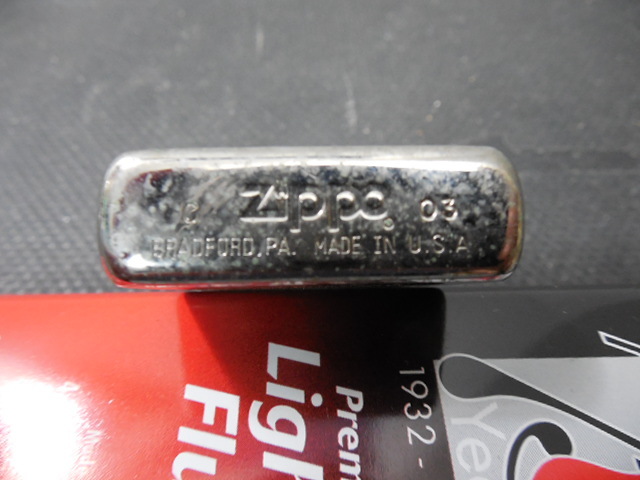 C Zippo ® 03
BRADFORD, PA. MADE IN U.S.A
1932 -
Prem
Ligh
Flu
Ye